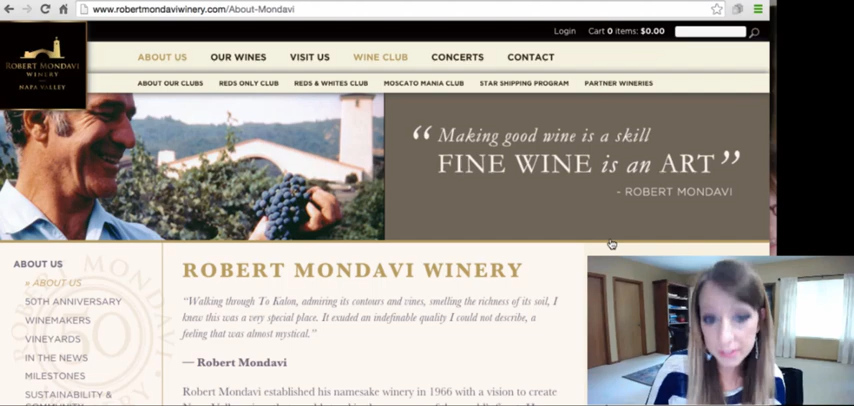 www.robertmondaviwinery.com/About-Mondavi
Login Cart 0 items: $0.00
ROBERT MONDAVI
WINERY
NAPA VALLEY
ABOUT US OUR WINES VISIT US WINE CLUB CONCERTS CONTACT
ABOUT OUR CLUBS REDS ONLY CLUB REDS & WHITES CLUB MOSCATO MANIA CLUB STAR SHIPPING PROGRAM PARTNER WINERIES
“ Making good wine is a skill
FINE WINE is an ART ”
- ROBERT MONDAVI
ABOUT US
» ABOUT US
50TH ANNIVERSARY
WINEMAKERS
VINEYARDS
IN THE NEWS
MILESTONES
SUSTAINABILITY &
ROBERT MONDAVI WINERY
“Walking through To Kalon, admiring its contours and vines, smelling the richness of its soil, I
knew this was a very special place. It exuded an indefinable quality I could not describe, a
feeling that was almost mystical.”
— Robert Mondavi
Robert Mondavi established his namesake winery in 1966 with a vision to create